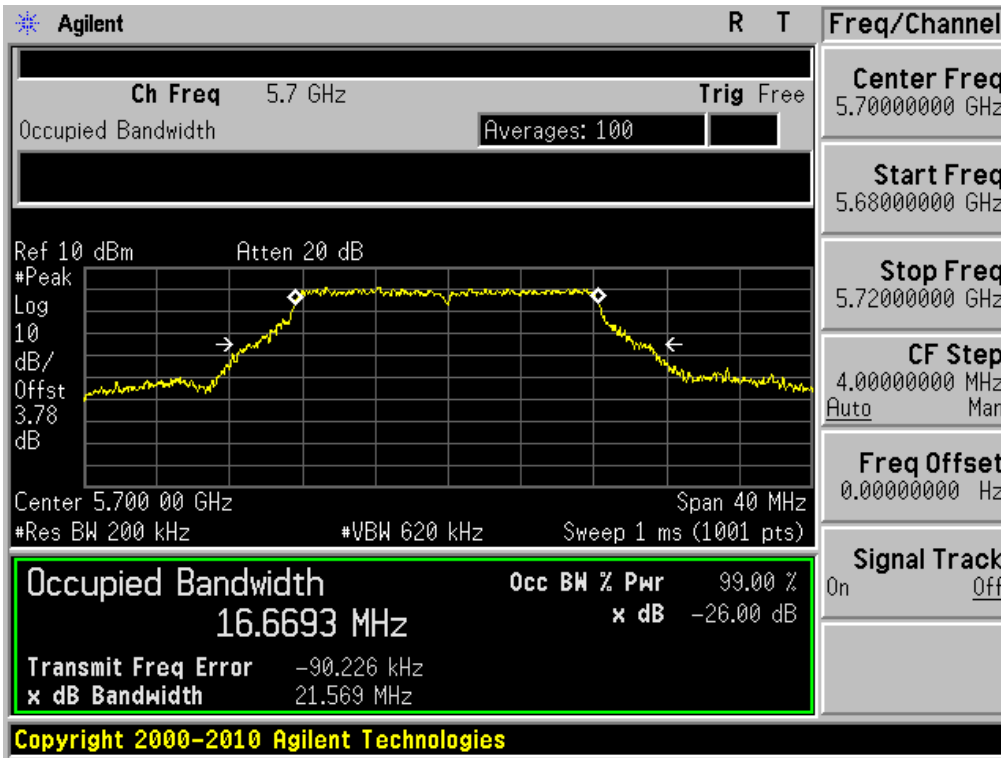 Agilent R T
Freq/Channel
Ch Freq 5.7 GHz Trig Free
Occupied Bandwidth Averages: 100
Center Freq
5.70000000 GHz
Start Freq
5.68000000 GHz
Stop Freq
5.72000000 GHz
CF Step
4.00000000 MHz
Auto Man
Freq Offset
0.00000000 Hz
Signal Track
On Off
Ref 10 dBm Atten 20 dB
#Peak
Log
10
dB/
Offst
3.78
dB
Center 5.700 00 GHz Span 40 MHz
#Res BW 200 kHz #VBW 620 kHz Sweep 1 ms (1001 pts)
Occupied Bandwidth
16.6693 MHz
Occ BW % Pwr 99.00 %
x dB -26.00 dB
Transmit Freq Error -90.226 kHz
x dB Bandwidth 21.569 MHz
Copyright 2000-2010 Agilent Technologies